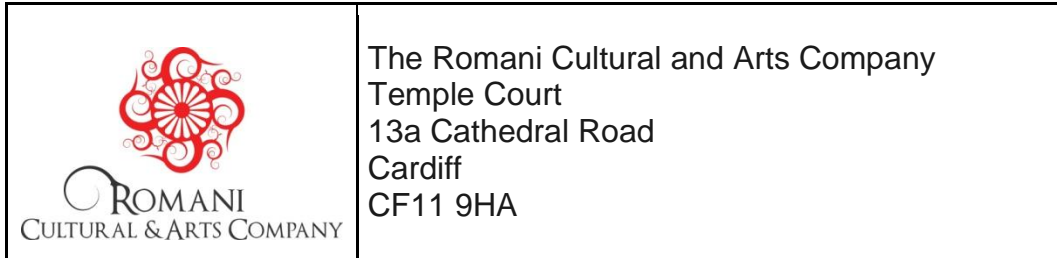 ROMANI
CULTURAL & ARTS COMPANY
The Romani Cultural and Arts Company
Temple Court
13a Cathedral Road
Cardiff
CF11 9HA